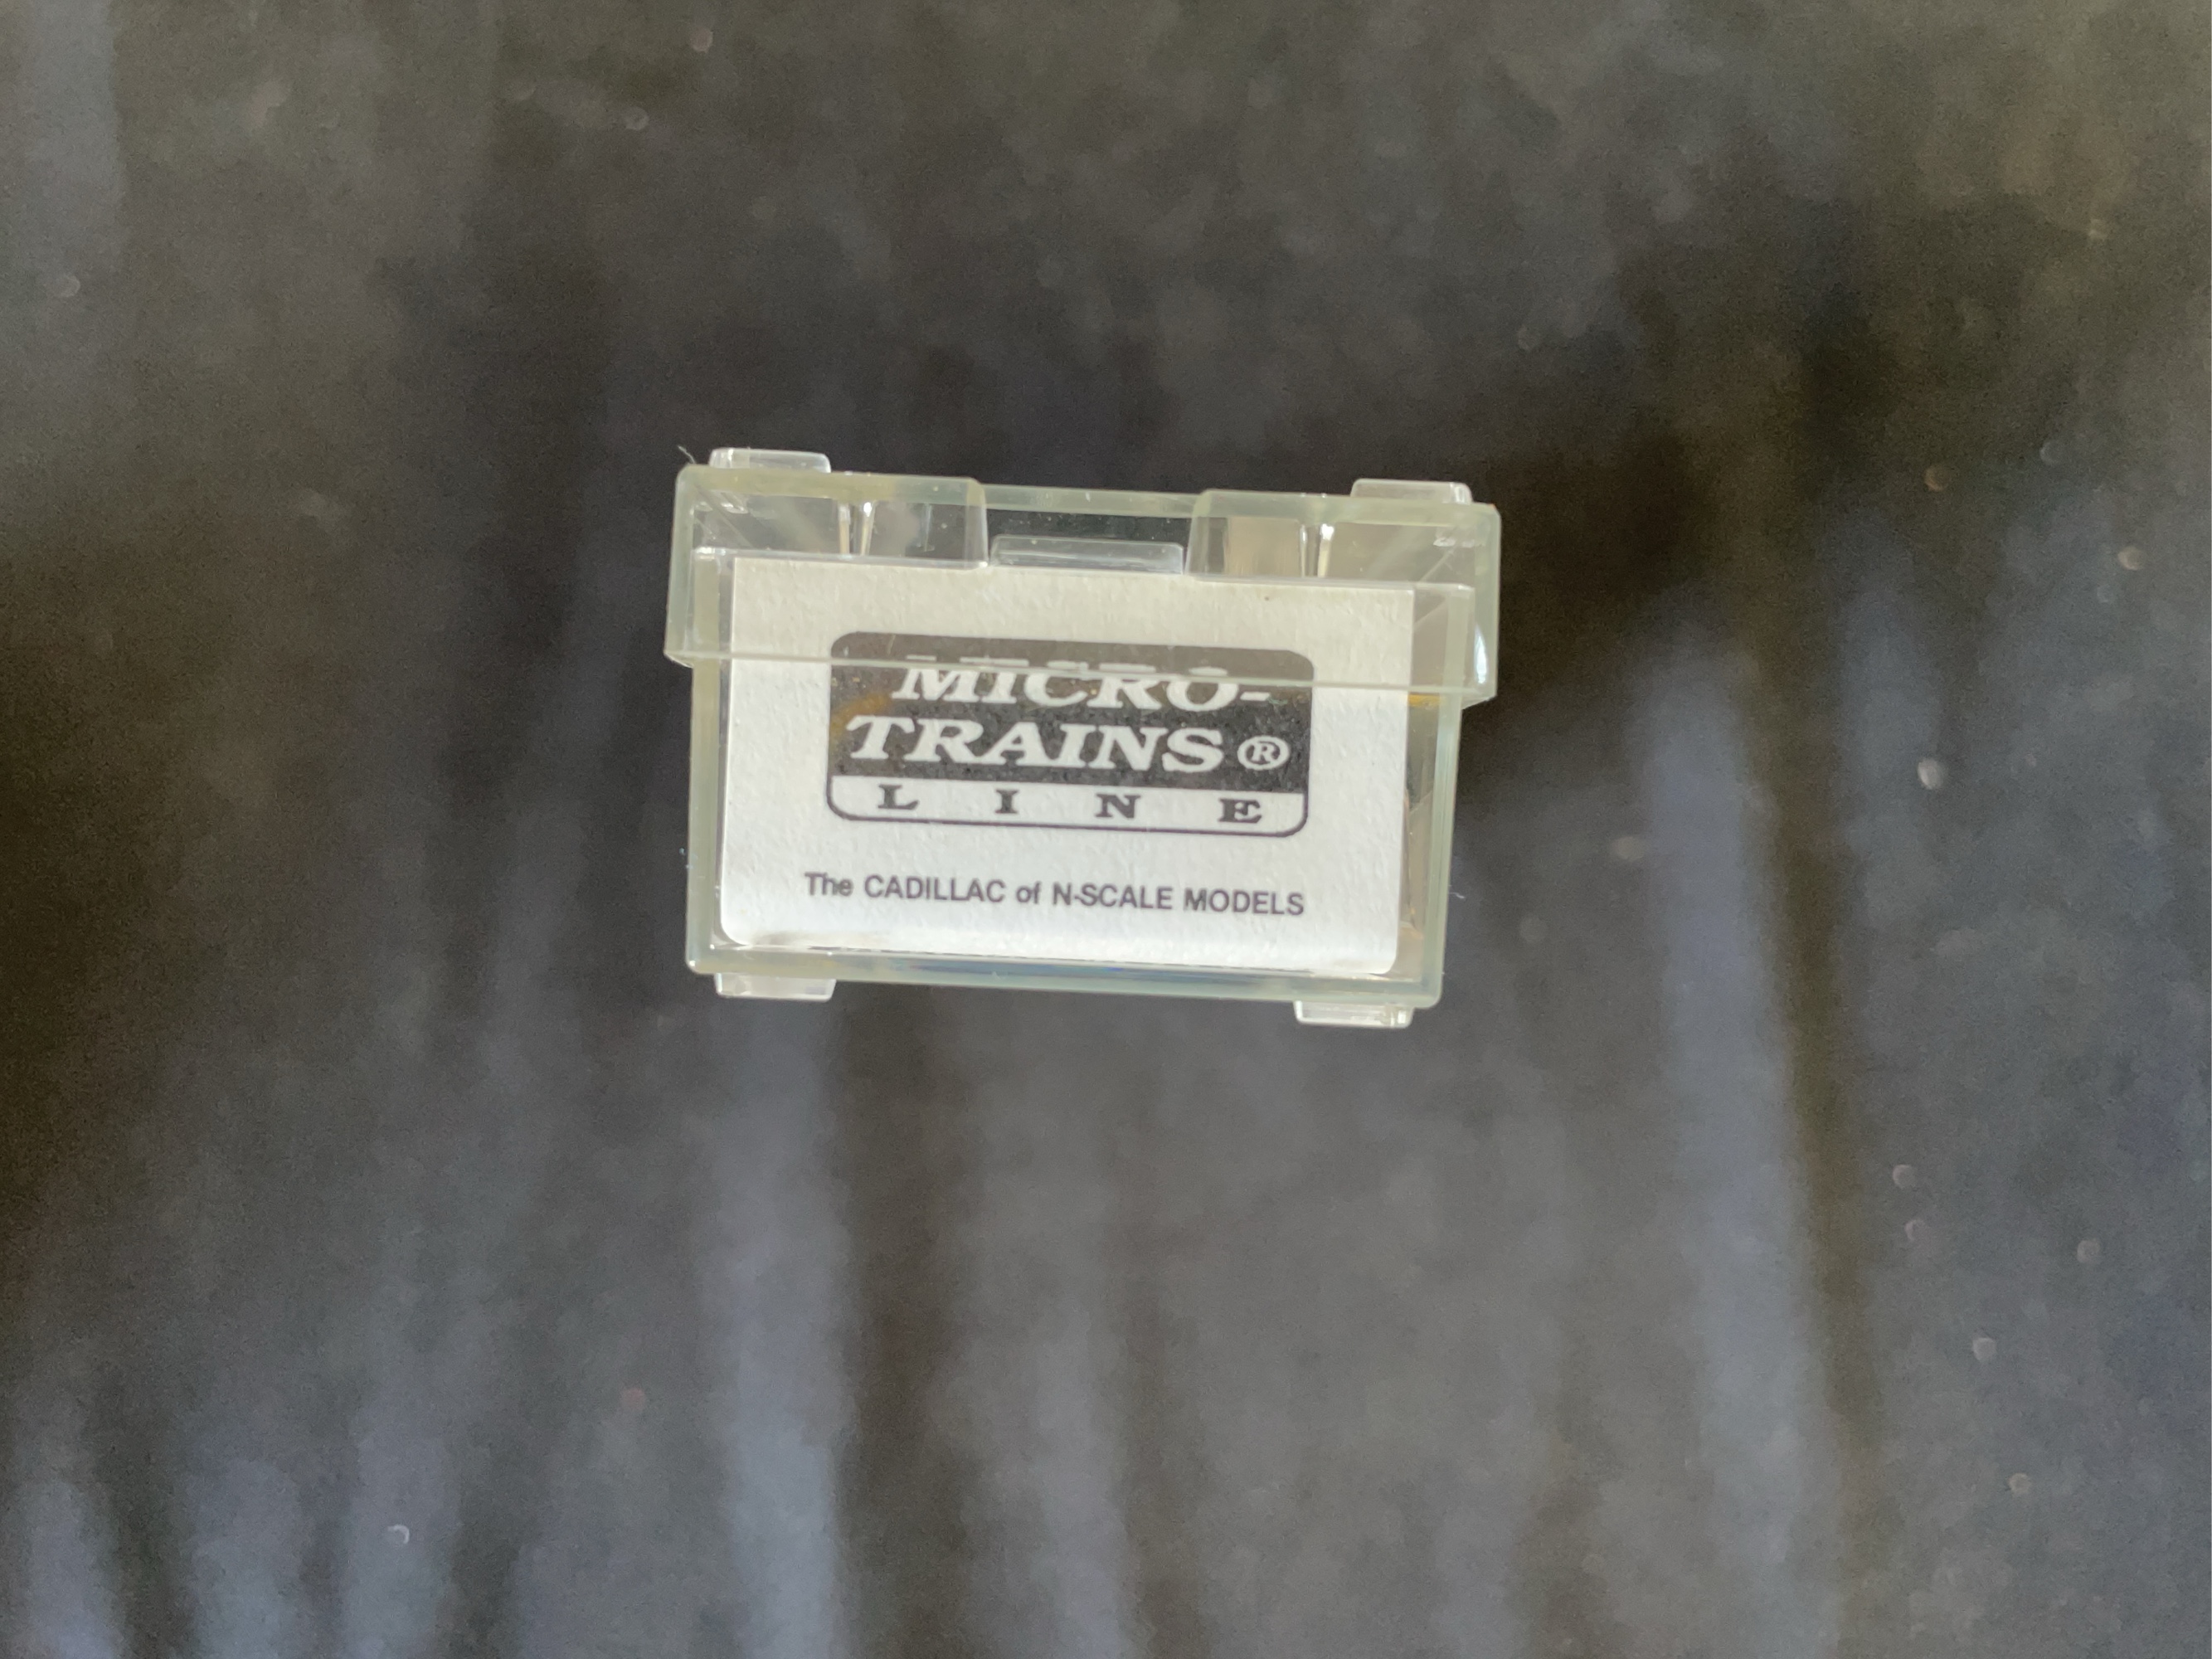 MICRO-
TRAINS®
LINE
The CADILLAC of N-SCALE MODELS